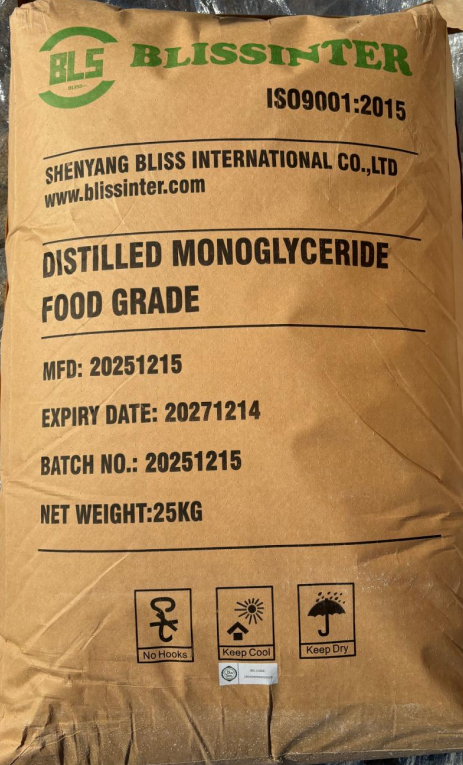 BLS
BLISSINTER
ISO9001:2015
SHENYANG BLISS INTERNATIONAL CO.,LTD
www.blissinter.com
DISTILLED MONOGLYCERIDE
FOOD GRADE
MFD: 20251215
EXPIRY DATE: 20271214
BATCH NO.: 20251215
NET WEIGHT:25KG
No Hooks
Keep Cool
Keep Dry